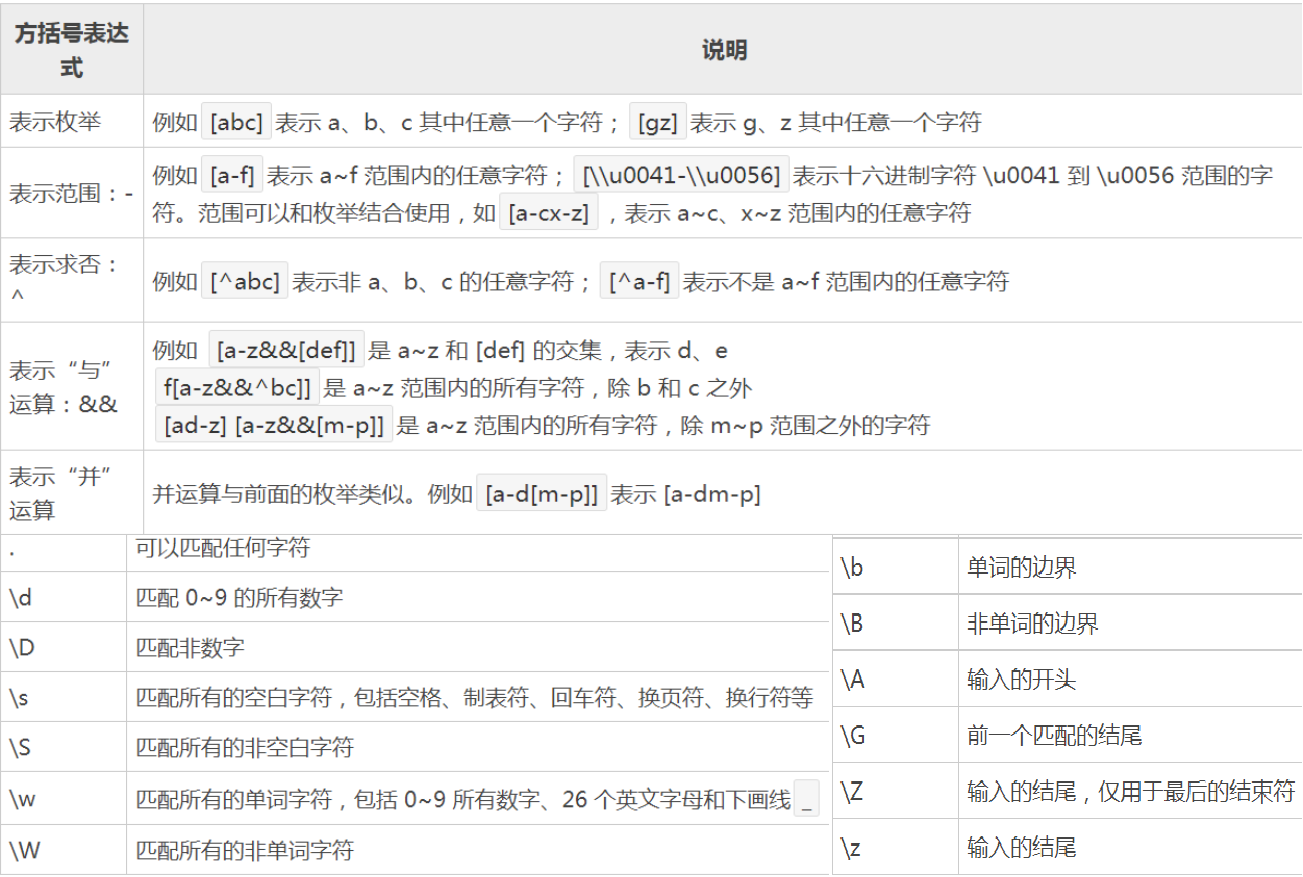 方括号表达
式
说明
表示枚举
例如 [abc] 表示 a、b、c 其中任意一个字符； [gz] 表示 g、z 其中任意一个字符
表示范围：-
例如 [a-f] 表示 a~f 范围内的任意字符； [\\u0041-\\u0056] 表示十六进制字符 \u0041 到 \u0056 范围的字
符。范围可以和枚举结合使用，如 [a-cx-z] ，表示 a~c、x~z 范围内的任意字符
表示求否：
^
例如 [^abc] 表示非 a、b、c 的任意字符； [^a-f] 表示不是 a~f 范围内的任意字符
表示“与”
运算：&&
例如 [a-z&&[def]] 是 a~z 和 [def] 的交集，表示 d、e
f[a-z&&^bc]] 是 a~z 范围内的所有字符，除 b 和 c 之外
[ad-z] [a-z&&[m-p]] 是 a~z 范围内的所有字符，除 m~p 范围之外的字符
表示“并”
运算
并运算与前面的枚举类似。例如 [a-d[m-p]] 表示 [a-dm-p]
. 可以匹配任何字符
\d 匹配 0~9 的所有数字
\D 匹配非数字
\s 匹配所有的空白字符，包括空格、制表符、回车符、换页符、换行符等
\S 匹配所有的非空白字符
\w 匹配所有的单词字符，包括 0~9 所有数字、26 个英文字母和下画线 _
\W 匹配所有的非单词字符
\b 单词的边界
\B 非单词的边界
\A 输入的开头
\G 前一个匹配的结尾
\Z 输入的结尾，仅用于最后的结束符
\z 输入的结尾